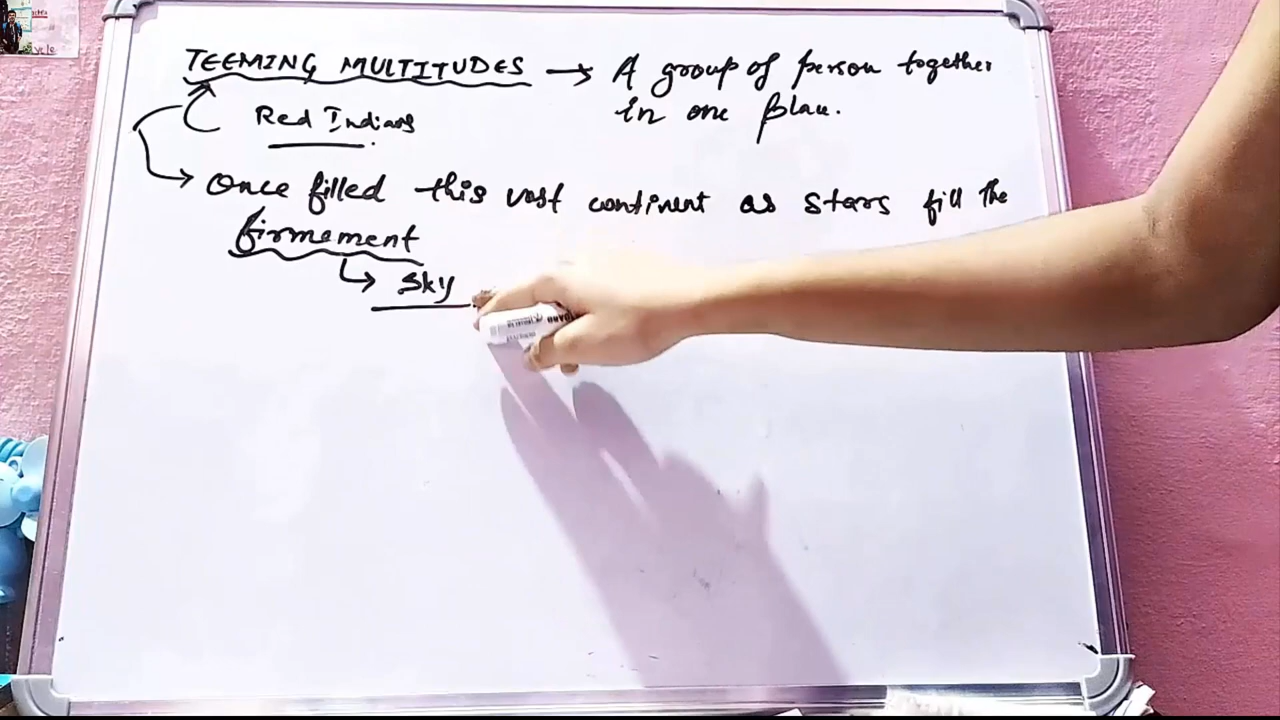 TEEMING MULTITUDES → A group of person together
in one place.
Red Indians
Once filled this vast continent as stars fill the
firmament
Sky